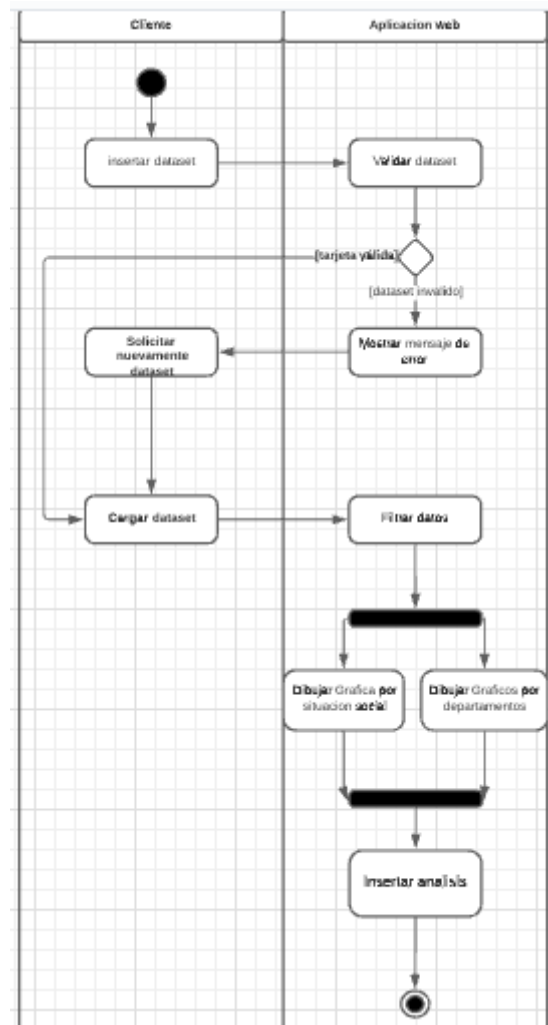 Cliente
Aplicacion web
insertar dataset
Validar dataset
[tarjeta válida]
[dataset invalido]
Solicitar
nuevamente
dataset
Mostrar mensaje de
error
Cargar dataset
Filtrar datos
Dibujar Grafica por
situacion social
Dibujar Graficos por
departamentos
Insertar analisis